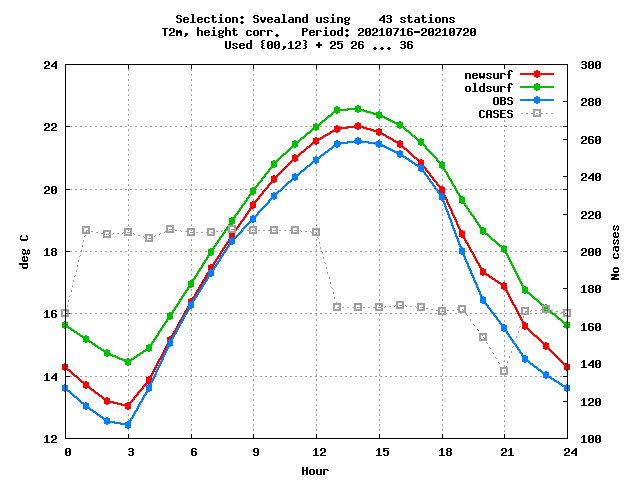 Selection: Svealand using    43 stations
T2m, height corr.   Period: 20210716-20210720
Used {00,12} + 25 26 ... 36
24
22
20
18
16
14
12
deg C
300
280
260
240
220
200
180
160
140
120
100
No cases
newsurf
oldsurf
OBS
CASES
0 3 6 9 12 15 18 21 24
Hour